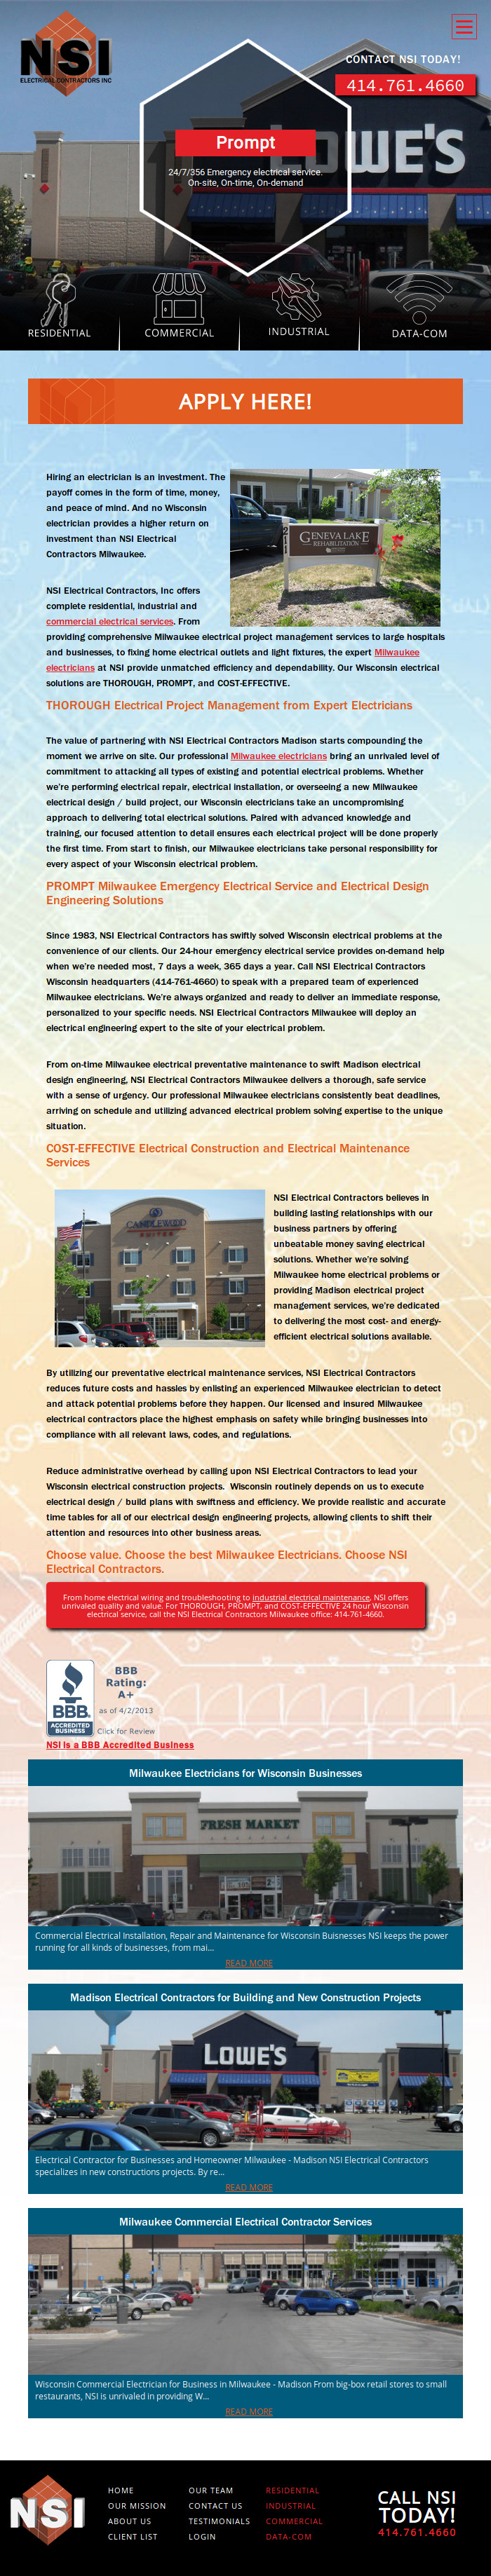 NSI
ELECTRICAL CONTRACTORS INC
CONTACT NSI TODAY!
414.761.4660
LOWE'S
Prompt
24/7/356 Emergency electrical service.
On-site, On-time, On-demand
RESIDENTIAL
COMMERCIAL
INDUSTRIAL
DATA-COM
APPLY HERE!
Hiring an electrician is an investment. The
payoff comes in the form of time, money,
and peace of mind. And no Wisconsin
electrician provides a higher return on
investment than NSI Electrical
Contractors Milwaukee.
GENEVA LAKE
REHABILITATION
NSI Electrical Contractors, Inc offers
complete residential, industrial and
commercial electrical services. From
providing comprehensive Milwaukee electrical project management services to large hospitals
and businesses, to fixing home electrical outlets and light fixtures, the expert Milwaukee
electricians at NSI provide unmatched efficiency and dependability. Our Wisconsin electrical
solutions are THOROUGH, PROMPT, and COST-EFFECTIVE.
THOROUGH Electrical Project Management from Expert Electricians
The value of partnering with NSI Electrical Contractors Madison starts compounding the
moment we arrive on site. Our professional Milwaukee electricians bring an unrivaled level of
commitment to attacking all types of existing and potential electrical problems. Whether
we're performing electrical repair, electrical installation, or overseeing a new Milwaukee
electrical design / build project, our Wisconsin electricians take an uncompromising
approach to delivering total electrical solutions. Paired with advanced knowledge and
training, our focused attention to detail ensures each electrical project will be done properly
the first time. From start to finish, our Milwaukee electricians take personal responsibility for
every aspect of your Wisconsin electrical problem.
PROMPT Milwaukee Emergency Electrical Service and Electrical Design
Engineering Solutions
Since 1983, NSI Electrical Contractors has swiftly solved Wisconsin electrical problems at the
convenience of our clients. Our 24-hour emergency electrical service provides on-demand help
when we're needed most, 7 days a week, 365 days a year. Call NSI Electrical Contractors
Wisconsin headquarters (414-761-4660) to speak with a prepared team of experienced
Milwaukee electricians. We're always organized and ready to deliver an immediate response,
personalized to your specific needs. NSI Electrical Contractors Milwaukee will deploy an
electrical engineering expert to the site of your electrical problem.
From on-time Milwaukee electrical preventative maintenance to swift Madison electrical
design engineering, NSI Electrical Contractors Milwaukee delivers a thorough, safe service
with a sense of urgency. Our professional Milwaukee electricians consistently beat deadlines,
arriving on schedule and utilizing advanced electrical problem solving expertise to the unique
situation.
COST-EFFECTIVE Electrical Construction and Electrical Maintenance
Services
CANDLEWOOD
SUITES
NSI Electrical Contractors believes in
building lasting relationships with our
business partners by offering
unbeatable money saving electrical
solutions. Whether we're solving
Milwaukee home electrical problems or
providing Madison electrical project
management services, we're dedicated
to delivering the most cost- and energy-
efficient electrical solutions available.
By utilizing our preventative electrical maintenance services, NSI Electrical Contractors
reduces future costs and hassles by enlisting an experienced Milwaukee electrician to detect
and attack potential problems before they happen. Our licensed and insured Milwaukee
electrical contractors place the highest emphasis on safety while bringing businesses into
compliance with all relevant laws, codes, and regulations.
Reduce administrative overhead by calling upon NSI Electrical Contractors to lead your
Wisconsin electrical construction projects. Wisconsin routinely depends on us to execute
electrical design / build plans with swiftness and efficiency. We provide realistic and accurate
time tables for all of our electrical design engineering projects, allowing clients to shift their
attention and resources into other business areas.
Choose value. Choose the best Milwaukee Electricians. Choose NSI
Electrical Contractors.
From home electrical wiring and troubleshooting to industrial electrical maintenance, NSI offers
unrivaled quality and value. For THOROUGH, PROMPT, and COST-EFFECTIVE 24 hour Wisconsin
electrical service, call the NSI Electrical Contractors Milwaukee office: 414-761-4660.
BBB
ACCREDITED
BUSINESS
BBB
Rating:
A+
as of 4/2/2013
Click for Review
NSI is a BBB Accredited Business
Milwaukee Electricians for Wisconsin Businesses
FRESH MARKET
Commercial Electrical Installation, Repair and Maintenance for Wisconsin Buisnesses NSI keeps the power
running for all kinds of businesses, from mai...
READ MORE
Madison Electrical Contractors for Building and New Construction Projects
LOWE'S
Electrical Contractor for Businesses and Homeowner Milwaukee - Madison NSI Electrical Contractors
specializes in new constructions projects. By re...
READ MORE
Milwaukee Commercial Electrical Contractor Services
Wisconsin Commercial Electrician for Business in Milwaukee - Madison From big-box retail stores to small
restaurants, NSI is unrivaled in providing W...
READ MORE
NSI
HOME
OUR MISSION
ABOUT US
CLIENT LIST
OUR TEAM
CONTACT US
TESTIMONIALS
LOGIN
RESIDENTIAL
INDUSTRIAL
COMMERCIAL
DATA-COM
CALL NSI
TODAY!
414.761.4660